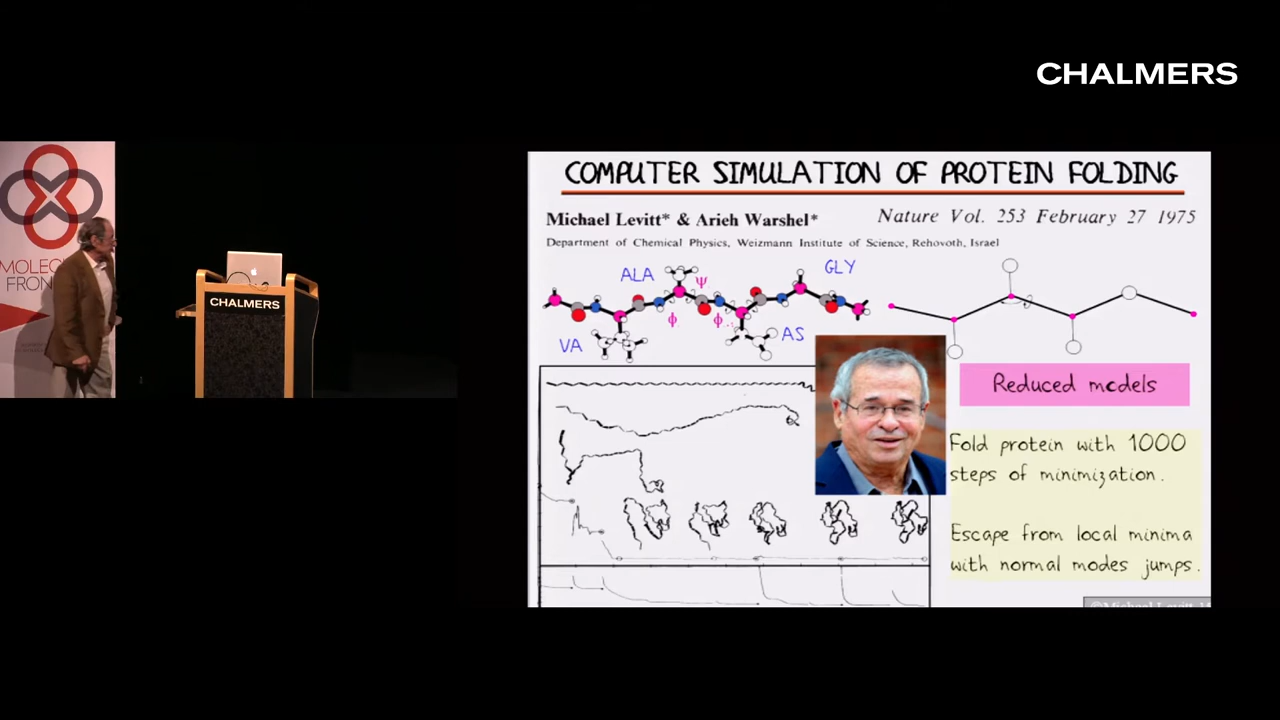 CHALMERS
MOLEC
FRON
CHALMERS
COMPUTER SIMULATION OF PROTEIN FOLDING
Michael Levitt* & Arieh Warshel*
Nature Vol. 253 February 27 1975
Department of Chemical Physics, Weizmann Institute of Science, Rehovoth, Israel
ALA
ψ
GLY
VA
ϕ
ϕ
AS
Reduced models
Fold protein with 1000
steps of minimization.
Escape from local minima
with normal modes jumps.
@Michael Levitt